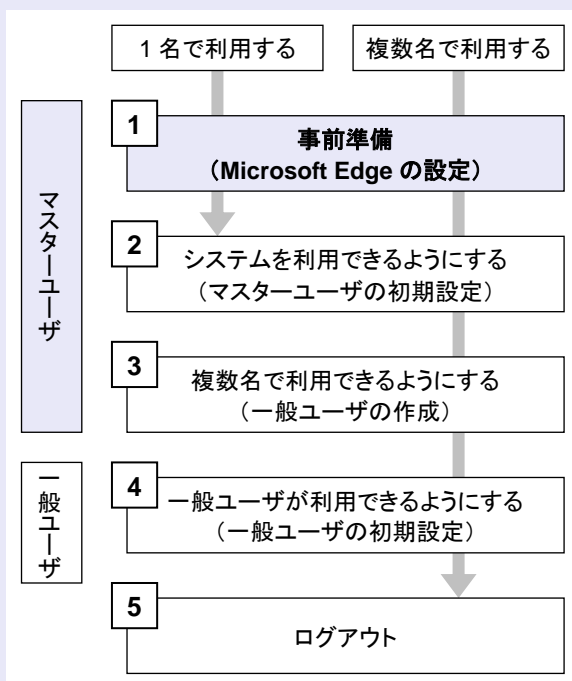 1 名で利用する
複数名で利用する
マスターユーザ
1
事前準備
（Microsoft Edge の設定）
2
システムを利用できるようにする
（マスターユーザの初期設定）
3
複数名で利用できるようにする
（一般ユーザの作成）
一般ユーザ
4
一般ユーザが利用できるようにする
（一般ユーザの初期設定）
5
ログアウト